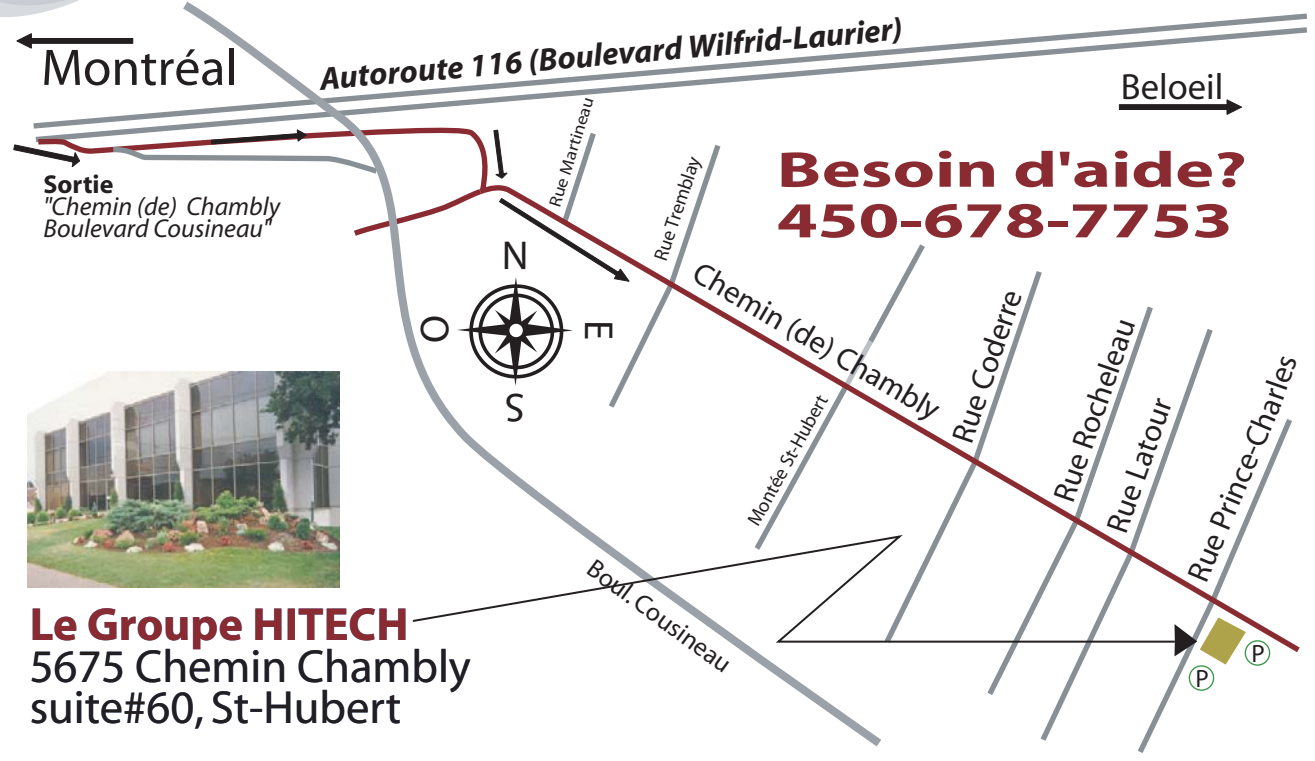 Montréal
Autoroute 116 (Boulevard Wilfrid-Laurier)
Beloeil
Sortie
"Chemin (de) Chambly
Boulevard Cousineau"
Rue Martineau
Rue Tremblay
Besoin d'aide?
450-678-7753
N
O
E
S
Chemin (de) Chambly
Montée St-Hubert
Rue Coderre
Rue Rocheleau
Rue Latour
Rue Prince-Charles
Boul. Cousineau
Le Groupe HITECH
5675 Chemin Chambly
suite#60, St-Hubert
P
P